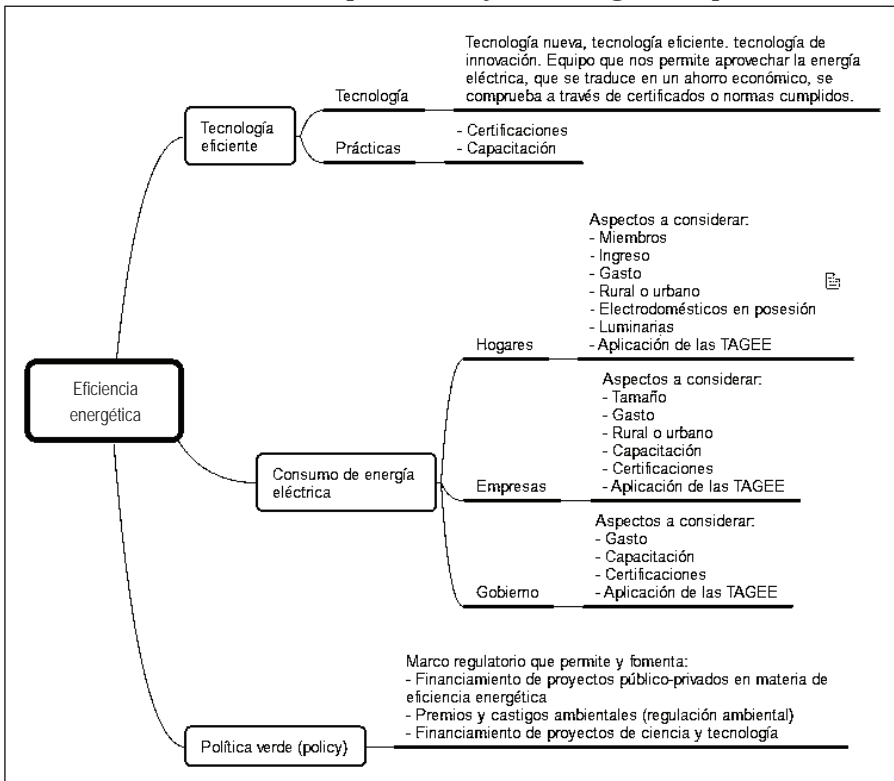 Tecnología nueva, tecnología eficiente. tecnología de
innovación. Equipo que nos permite aprovechar la energía
eléctrica, que se traduce en un ahorro económico, se
comprueba a través de certificados o normas cumplidos.
Tecnología
Tecnología
eficiente
- Certificaciones
Prácticas
- Capacitación
Aspectos a considerar:
- Miembros
- Ingreso
- Gasto
- Rural o urbano
- Electrodomésticos en posesión
- Luminarias
- Aplicación de las TAGEE
Hogares
Eficiencia
energética
Aspectos a considerar:
- Tamaño
- Gasto
- Rural o urbano
- Capacitación
- Certificaciones
- Aplicación de las TAGEE
Consumo de energía
eléctrica
Empresas
Aspectos a considerar:
- Gasto
- Capacitación
- Certificaciones
- Aplicación de las TAGEE
Gobierno
Marco regulatorio que permite y fomenta:
- Financiamiento de proyectos público-privados en materia de
eficiencia energética
- Premios y castigos ambientales (regulación ambiental)
- Financiamiento de proyectos de ciencia y tecnología
Política verde (policy)